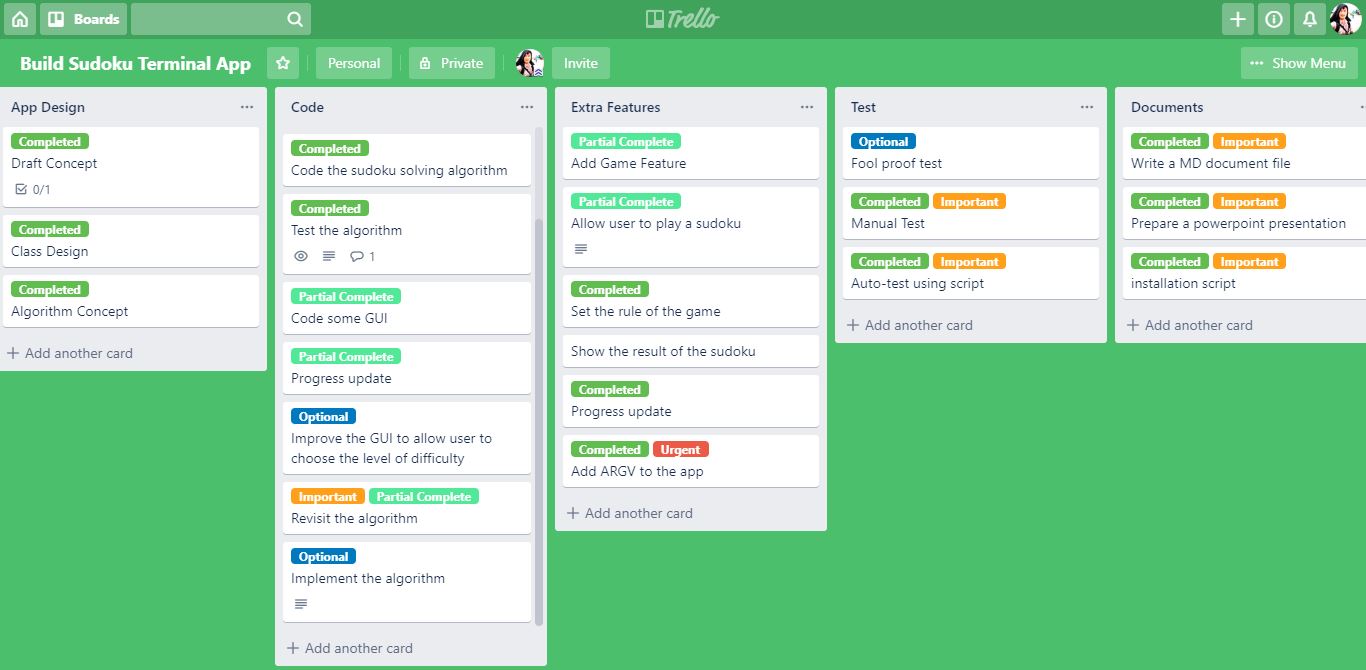 Boards
Trello
Build Sudoku Terminal App
Personal
Private
Invite
Show Menu
App Design
Completed
Draft Concept
0/1
Completed
Class Design
Completed
Algorithm Concept
Add another card
Code
Completed
Code the sudoku solving algorithm
Completed
Test the algorithm
1
Partial Complete
Code some GUI
Partial Complete
Progress update
Optional
Improve the GUI to allow user to
choose the level of difficulty
Important Partial Complete
Revisit the algorithm
Optional
Implement the algorithm
Add another card
Extra Features
Partial Complete
Add Game Feature
Partial Complete
Allow user to play a sudoku
Completed
Set the rule of the game
Show the result of the sudoku
Completed
Progress update
Completed Urgent
Add ARGV to the app
Add another card
Test
Optional
Fool proof test
Completed Important
Manual Test
Completed Important
Auto-test using script
Add another card
Documents
Completed Important
Write a MD document file
Completed Important
Prepare a powerpoint presentation
Completed Important
installation script
Add another card